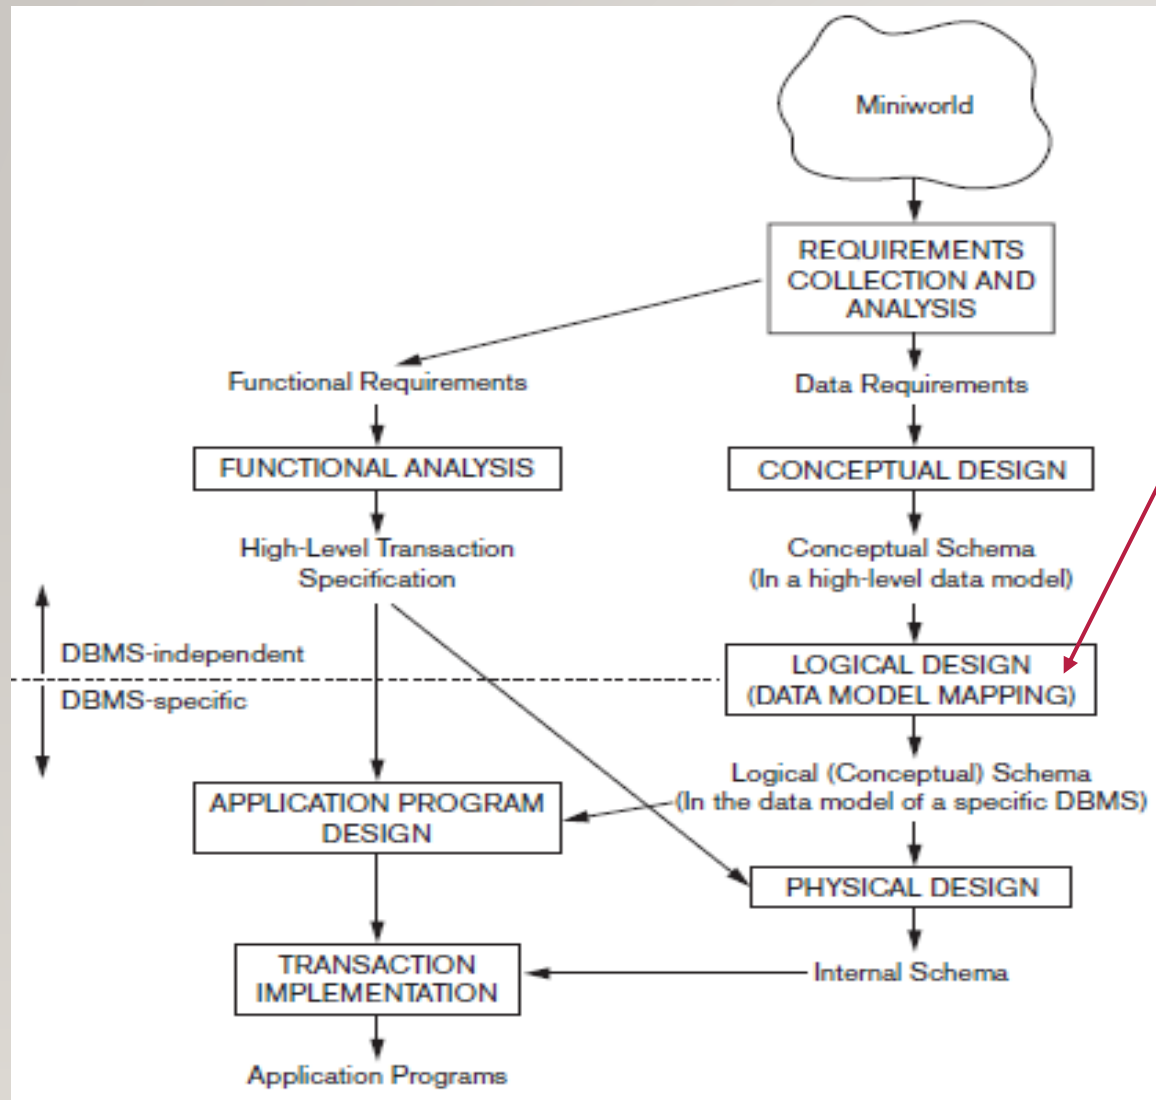 Miniworld
REQUIREMENTS
COLLECTION AND
ANALYSIS
Functional Requirements
Data Requirements
FUNCTIONAL ANALYSIS
CONCEPTUAL DESIGN
High-Level Transaction
Specification
Conceptual Schema
(In a high-level data model)
DBMS-independent
DBMS-specific
LOGICAL DESIGN
(DATA MODEL MAPPING)
Logical (Conceptual) Schema
(In the data model of a specific DBMS)
APPLICATION PROGRAM
DESIGN
PHYSICAL DESIGN
TRANSACTION
IMPLEMENTATION
Internal Schema
Application Programs